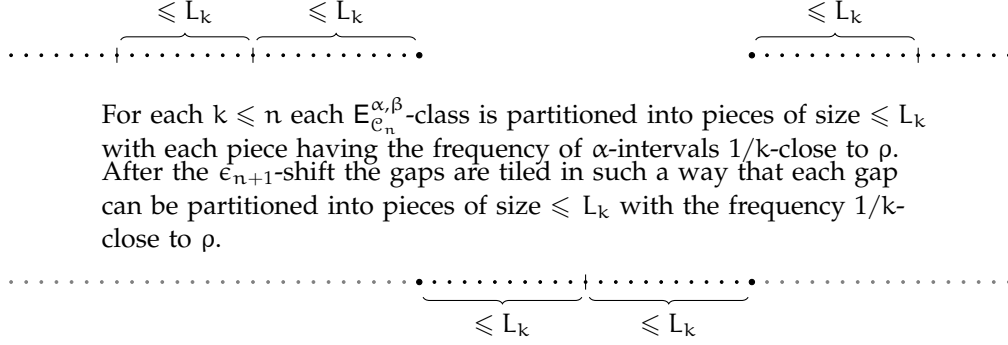 ⩽ L_k ⩽ L_k ⩽ L_k
For each k ⩽ n each E^{α,β}_{𝒞_n}-class is partitioned into pieces of size ⩽ L_k
with each piece having the frequency of α-intervals 1/k-close to ρ.
After the ϵ_{n+1}-shift the gaps are tiled in such a way that each gap
can be partitioned into pieces of size ⩽ L_k with the frequency 1/k-
close to ρ.
⩽ L_k ⩽ L_k